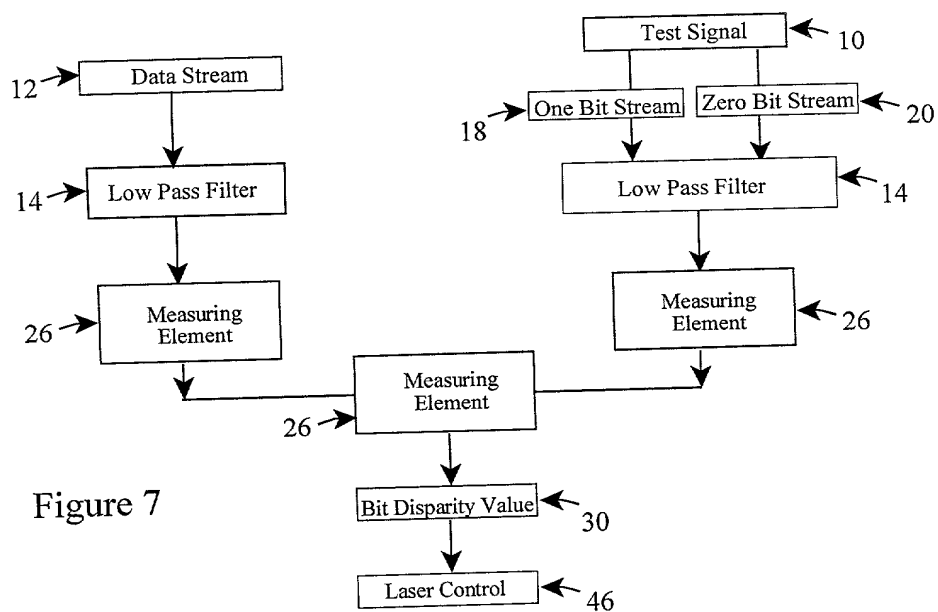 Test Signal
10
12
Data Stream
18
One Bit Stream
Zero Bit Stream
20
14
Low Pass Filter
Low Pass Filter
14
26
Measuring
Element
Measuring
Element
26
Measuring
Element
26
Figure 7
Bit Disparity Value
30
Laser Control
46